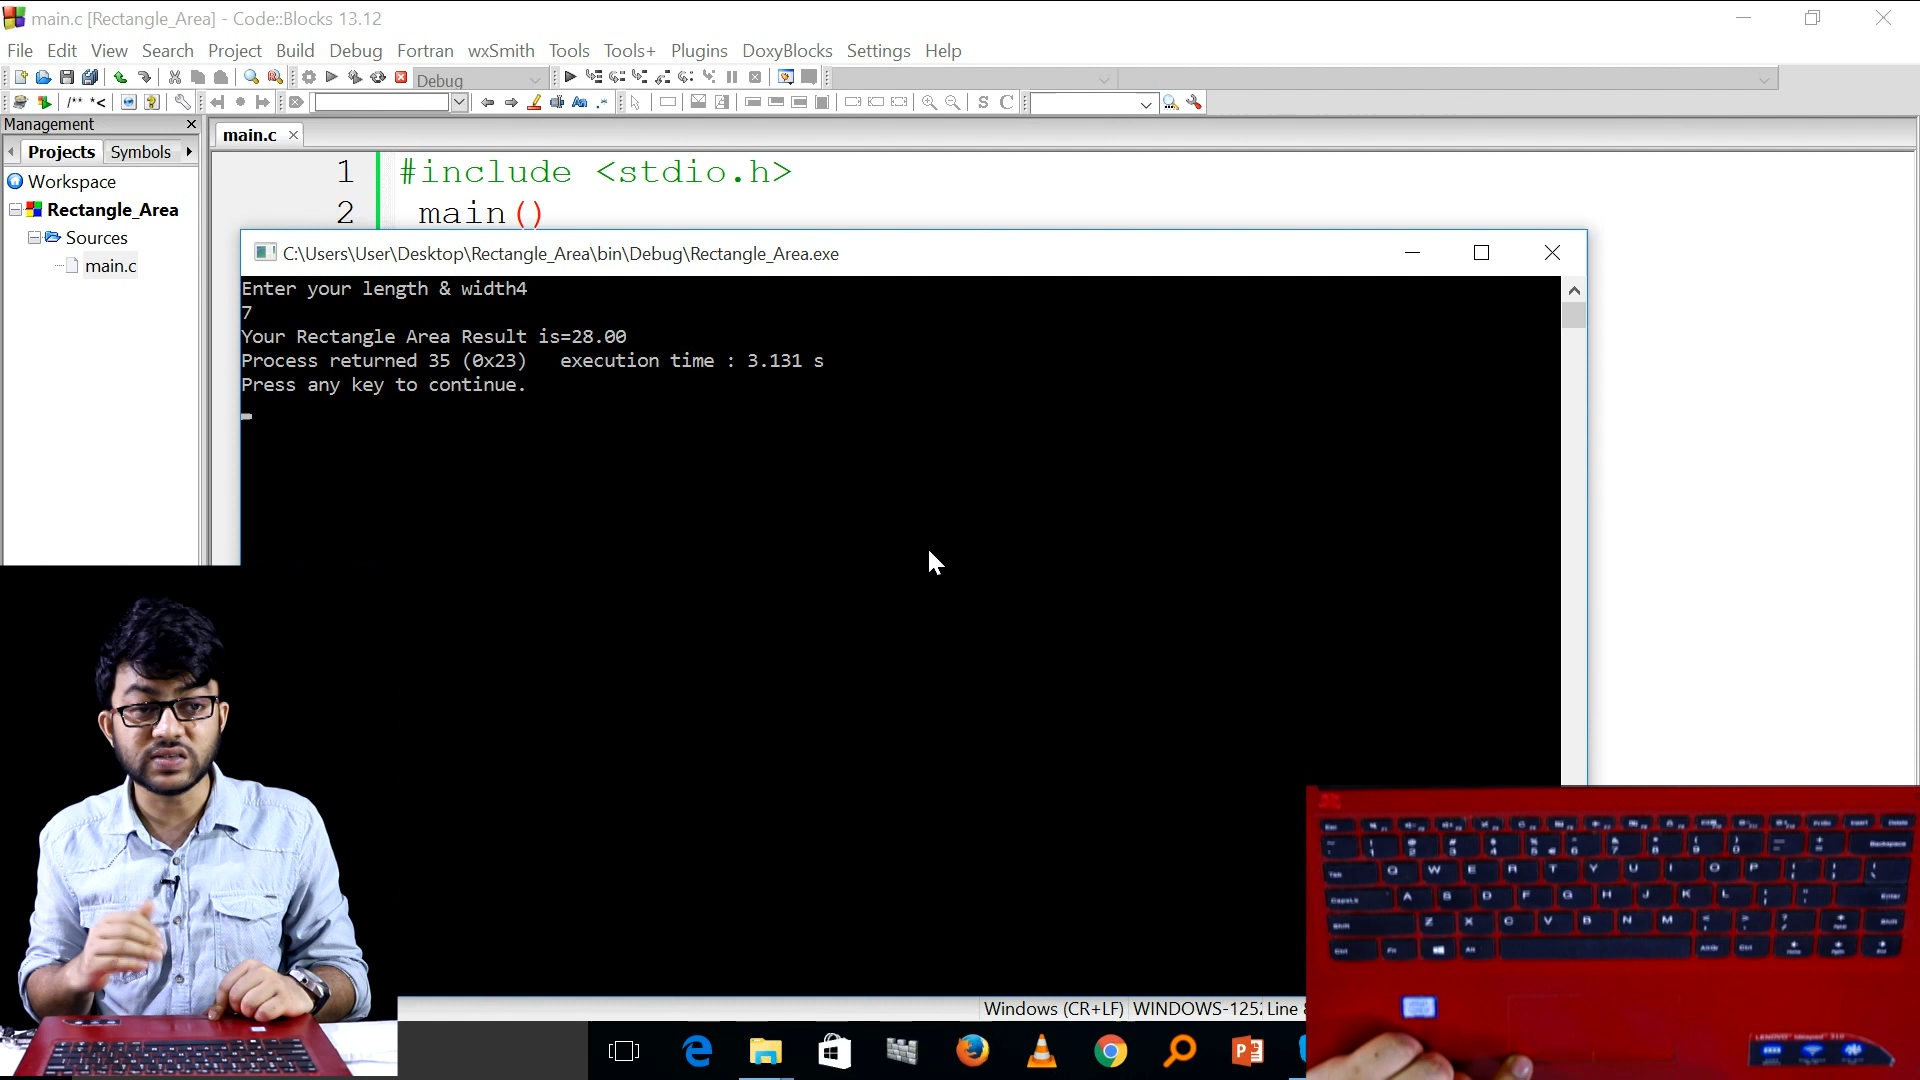 main.c [Rectangle_Area] - Code::Blocks 13.12
File Edit View Search Project Build Debug Fortran wxSmith Tools Tools+ Plugins DoxyBlocks Settings Help
Debug
/** *<
S C
Management
main.c
Projects Symbols
Workspace
Rectangle_Area
Sources
main.c
1 #include <stdio.h>
2 main()
C:\Users\User\Desktop\Rectangle_Area\bin\Debug\Rectangle_Area.exe
Enter your length & width4
7
Your Rectangle Area Result is=28.00
Process returned 35 (0x23) execution time : 3.131 s
Press any key to continue.
Windows (CR+LF) WINDOWS-125 Line
Q W E R T Y U I O P
A S D F G H J K L
Z X C V B N M